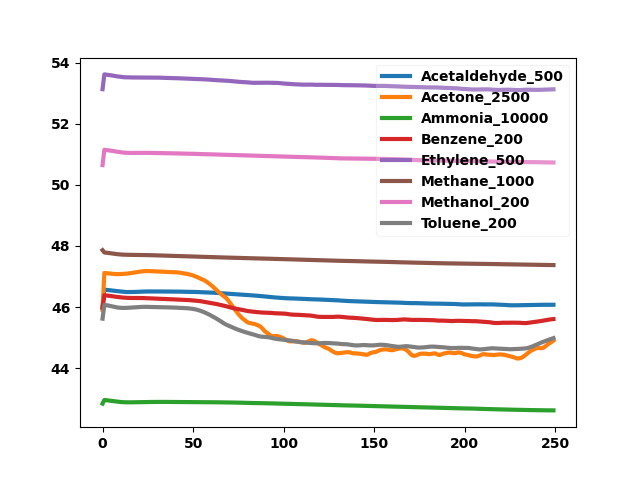 54
52
50
48
46
44
0
50
100
150
200
250
Acetaldehyde_500
Acetone_2500
Ammonia_10000
Benzene_200
Ethylene_500
Methane_1000
Methanol_200
Toluene_200